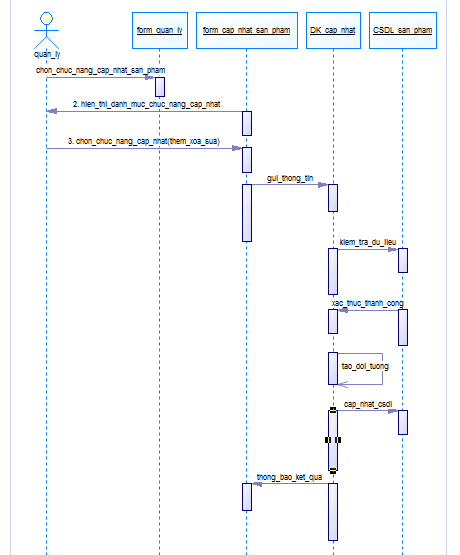 form_quan_ly
form_cap_nhat_san_pham
DK_cap_nhat
CSDL_san_pham
quan_ly
chon_chuc_nang_cap_nhat_san_pham
2. hien_thi_danh_muc_chuc_nang_cap_nhat
3. chon_chuc_nang_cap_nhat(them_xoa_sua)
gui_thong_tin
kiem_tra_du_lieu
xac_thuc_thanh_cong
tao_doi_tuong
cap_nhat_csdl
thong_bao_ket_qua